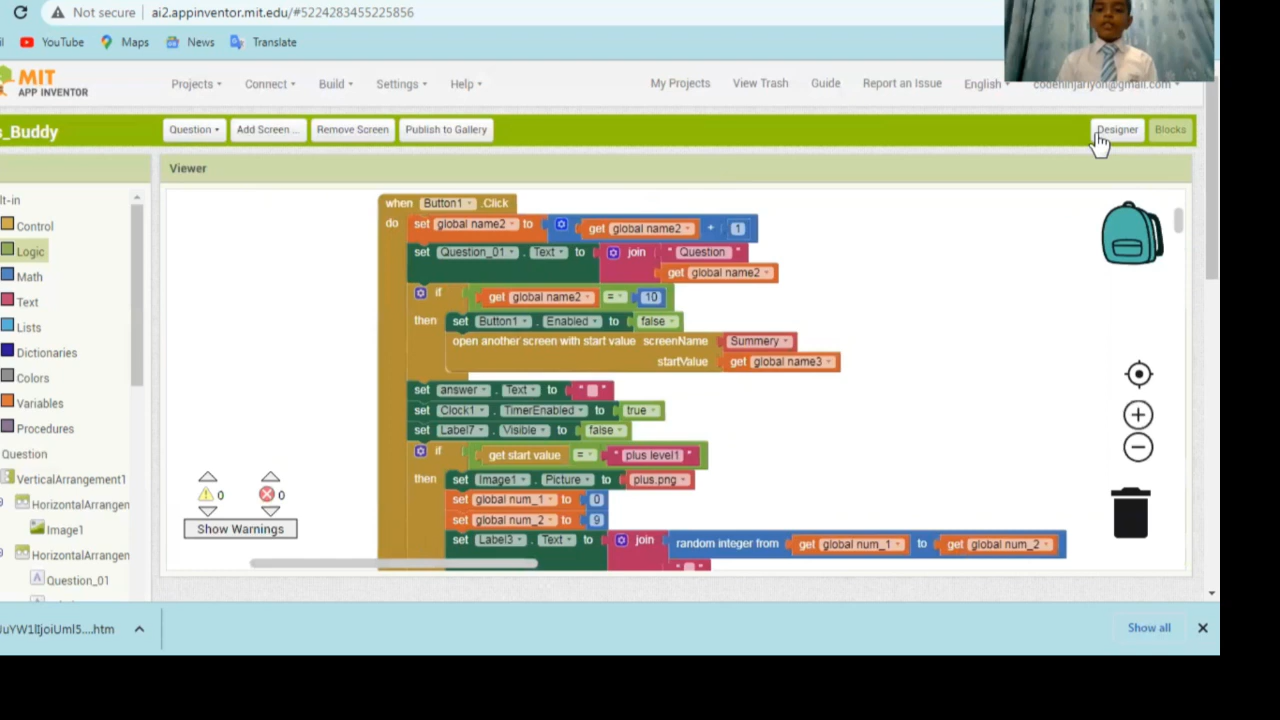 Not secure ai2.appinventor.mit.edu/#5224283455225856
YouTube Maps News Translate
MIT
APP INVENTOR
Projects Connect Build Settings Help My Projects View Trash Guide Report an Issue English codeninjariyon@gmail.com
s_Buddy Question Add Screen ... Remove Screen Publish to Gallery Designer Blocks
Viewer
lt-in
Control
Logic
Math
Text
Lists
Dictionaries
Colors
Variables
Procedures
Question
VerticalArrangement1
HorizontalArrangen
Image1
HorizontalArrangen
Question_01
when Button1 .Click
do set global name2 to get global name2 + 1
set Question_01 . Text to join " Question "
get global name2
if get global name2 = 10
then set Button1 . Enabled to false
open another screen with start value screenName Summery
startValue get global name3
set answer . Text to " "
set Clock1 . TimerEnabled to true
set Label7 . Visible to false
if get start value = " plus level1 "
then set Image1 . Picture to plus.png
set global num_1 to 0
set global num_2 to 9
set Label3 . Text to join random integer from get global num_1 to get global num_2
" "
0 0
Show Warnings
JuYW1lIjoiUml5....htm Show all